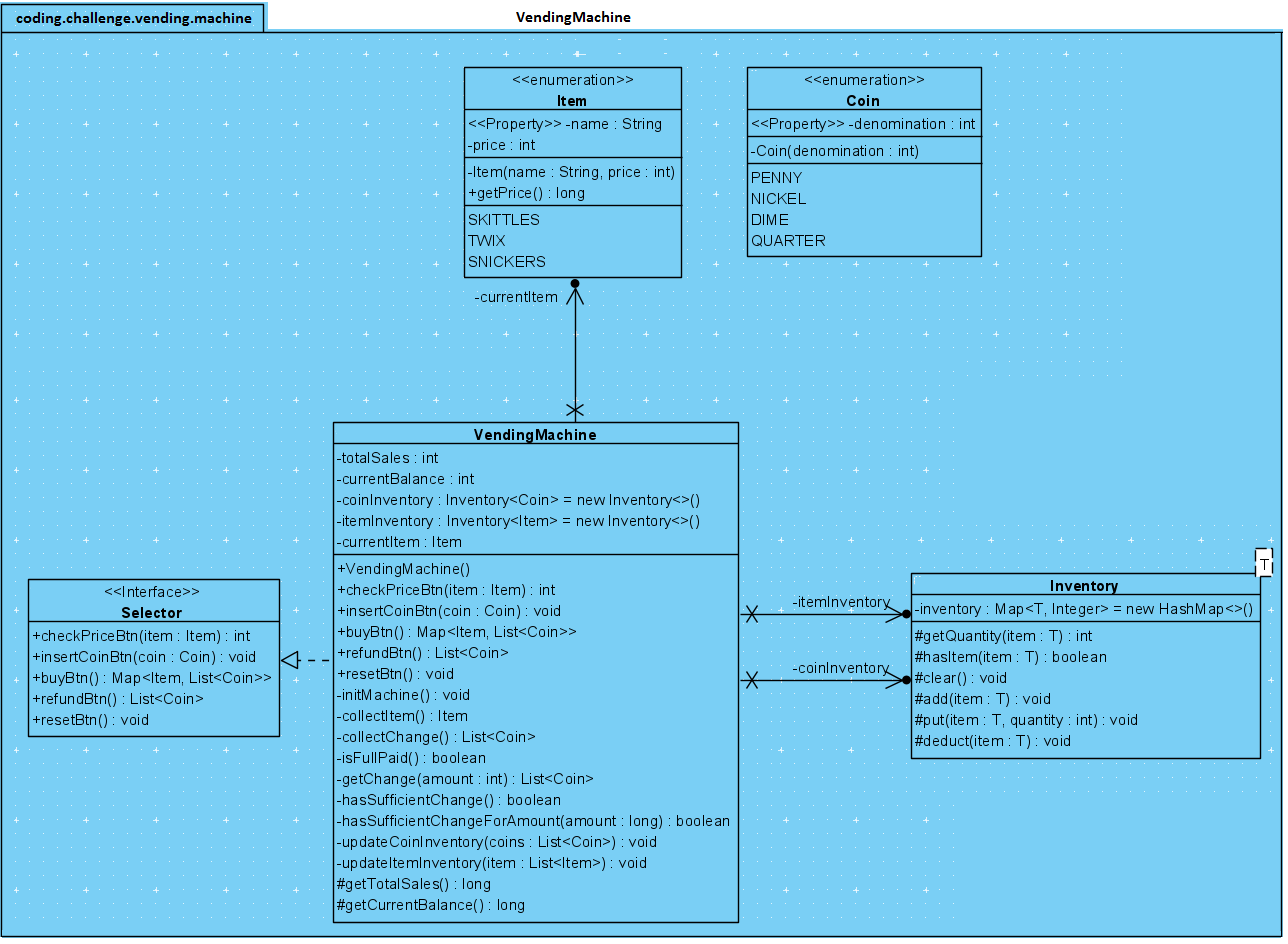 coding.challenge.vending.machine
VendingMachine
<<enumeration>>
Item
<<Property>> -name : String
-price : int
-Item(name : String, price : int)
+getPrice() : long
SKITTLES
TWIX
SNICKERS
<<enumeration>>
Coin
<<Property>> -denomination : int
-Coin(denomination : int)
PENNY
NICKEL
DIME
QUARTER
-currentItem
VendingMachine
-totalSales : int
-currentBalance : int
-coinInventory : Inventory<Coin> = new Inventory<>()
-itemInventory : Inventory<Item> = new Inventory<>()
-currentItem : Item
+VendingMachine()
+checkPriceBtn(item : Item) : int
+insertCoinBtn(coin : Coin) : void
+buyBtn() : Map<Item, List<Coin>>
+refundBtn() : List<Coin>
+resetBtn() : void
-initMachine() : void
-collectItem() : Item
-collectChange() : List<Coin>
-isFullPaid() : boolean
-getChange(amount : int) : List<Coin>
-hasSufficientChange() : boolean
-hasSufficientChangeForAmount(amount : long) : boolean
-updateCoinInventory(coins : List<Coin>) : void
-updateItemInventory(item : List<Item>) : void
#getTotalSales() : long
#getCurrentBalance() : long
<<Interface>>
Selector
+checkPriceBtn(item : Item) : int
+insertCoinBtn(coin : Coin) : void
+buyBtn() : Map<Item, List<Coin>>
+refundBtn() : List<Coin>
+resetBtn() : void
-itemInventory
-coinInventory
T
Inventory
-inventory : Map<T, Integer> = new HashMap<>()
#getQuantity(item : T) : int
#hasItem(item : T) : boolean
#clear() : void
#add(item : T) : void
#put(item : T, quantity : int) : void
#deduct(item : T) : void